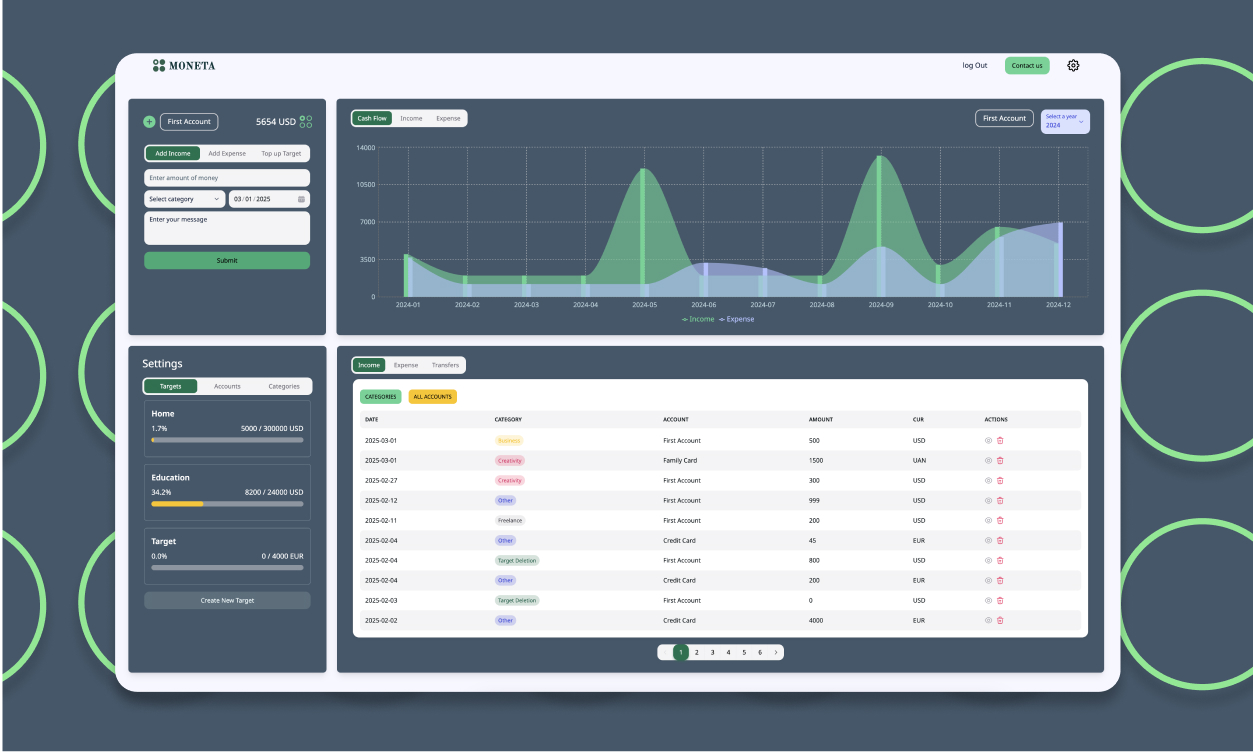 MONETA
log Out
Contact us
First Account
5654 USD
Add Income
Add Expense
Top up Target
Enter amount of money
Select category
03/01/2025
Enter your message
Submit
Cash Flow
Income
Expense
First Account
Select a year
2024
14000
10500
7000
3500
0
2024-01 2024-02 2024-03 2024-04 2024-05 2024-06 2024-07 2024-08 2024-09 2024-10 2024-11 2024-12
Income Expense
Settings
Targets
Accounts
Categories
Home
1.7% 5000 / 300000 USD
Education
34.2% 8200 / 24000 USD
Target
0.0% 0 / 4000 EUR
Create New Target
Income
Expense
Transfers
CATEGORIES
ALL ACCOUNTS
DATE CATEGORY ACCOUNT AMOUNT CUR ACTIONS
2025-03-01 Business First Account 500 USD
2025-03-01 Creativity Family Card 1500 UAN
2025-02-27 Creativity First Account 300 USD
2025-02-12 Other First Account 999 USD
2025-02-11 Freelance First Account 200 USD
2025-02-04 Other Credit Card 45 EUR
2025-02-04 Target Deletion First Account 800 USD
2025-02-04 Other Credit Card 200 EUR
2025-02-03 Target Deletion First Account 0 USD
2025-02-02 Other Credit Card 4000 EUR
1 2 3 4 5 6